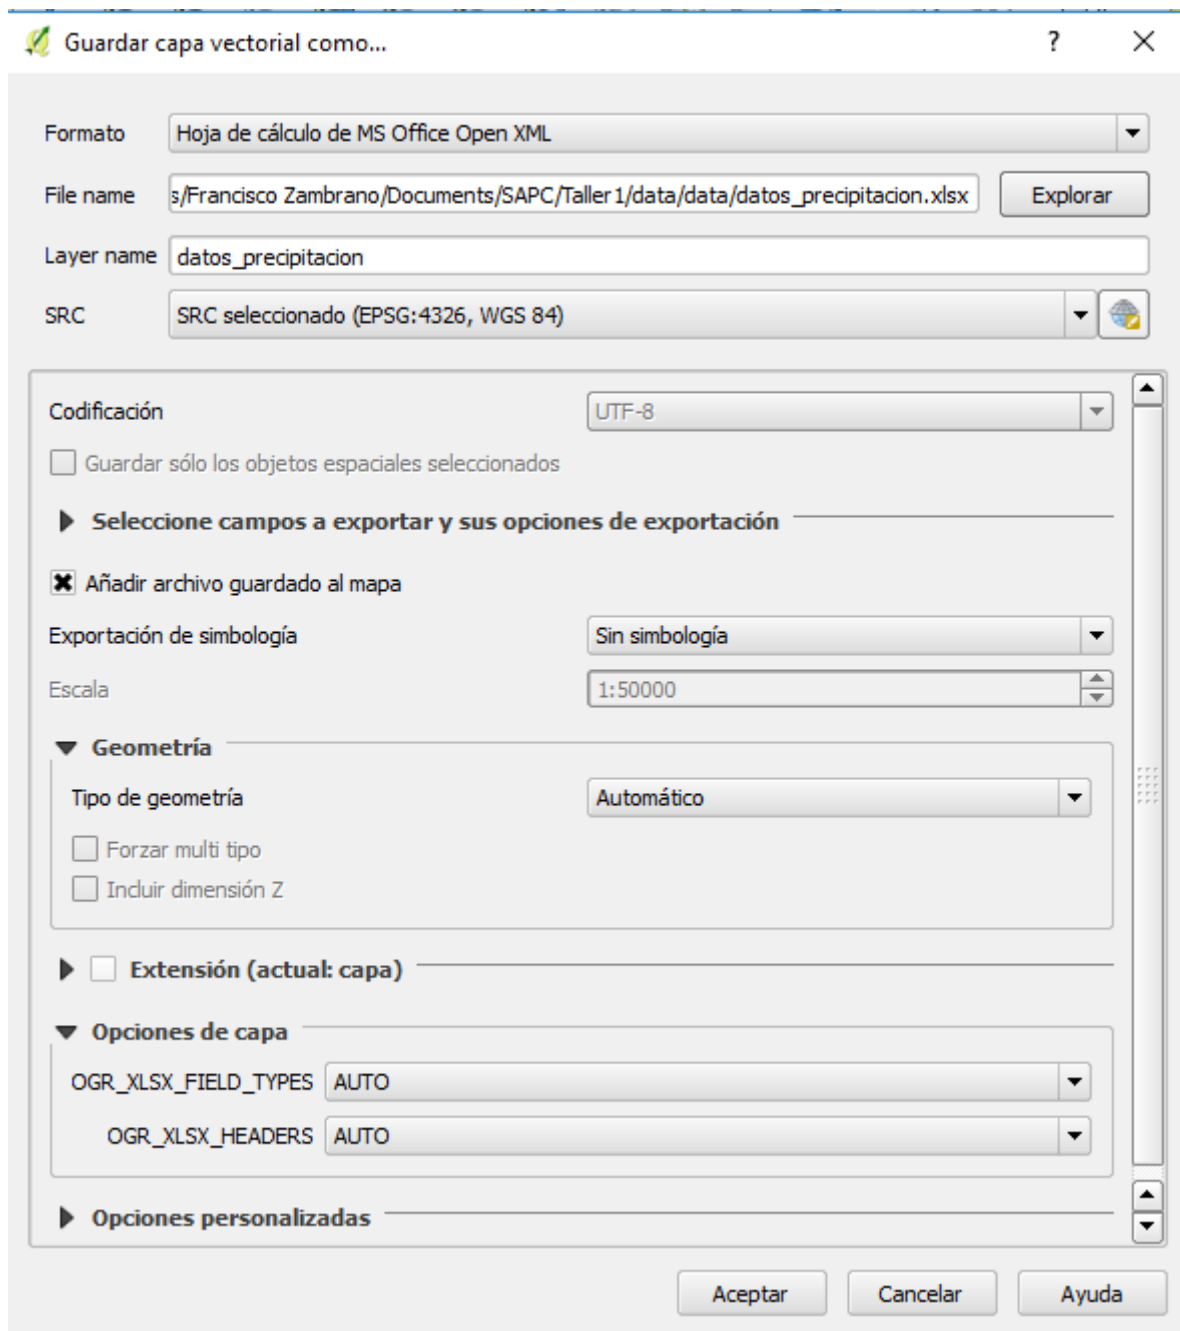 Guardar capa vectorial como...
?
Formato Hoja de cálculo de MS Office Open XML
File name s/Francisco Zambrano/Documents/SAPC/Taller1/data/data/datos_precipitacion.xlsx Explorar
Layer name datos_precipitacion
SRC SRC seleccionado (EPSG:4326, WGS 84)
Codificación UTF-8
Guardar sólo los objetos espaciales seleccionados
Seleccione campos a exportar y sus opciones de exportación
Añadir archivo guardado al mapa
Exportación de simbología Sin simbología
Escala 1:50000
Geometría
Tipo de geometría Automático
Forzar multi tipo
Incluir dimensión Z
Extensión (actual: capa)
Opciones de capa
OGR_XLSX_FIELD_TYPES AUTO
OGR_XLSX_HEADERS AUTO
Opciones personalizadas
Aceptar Cancelar Ayuda